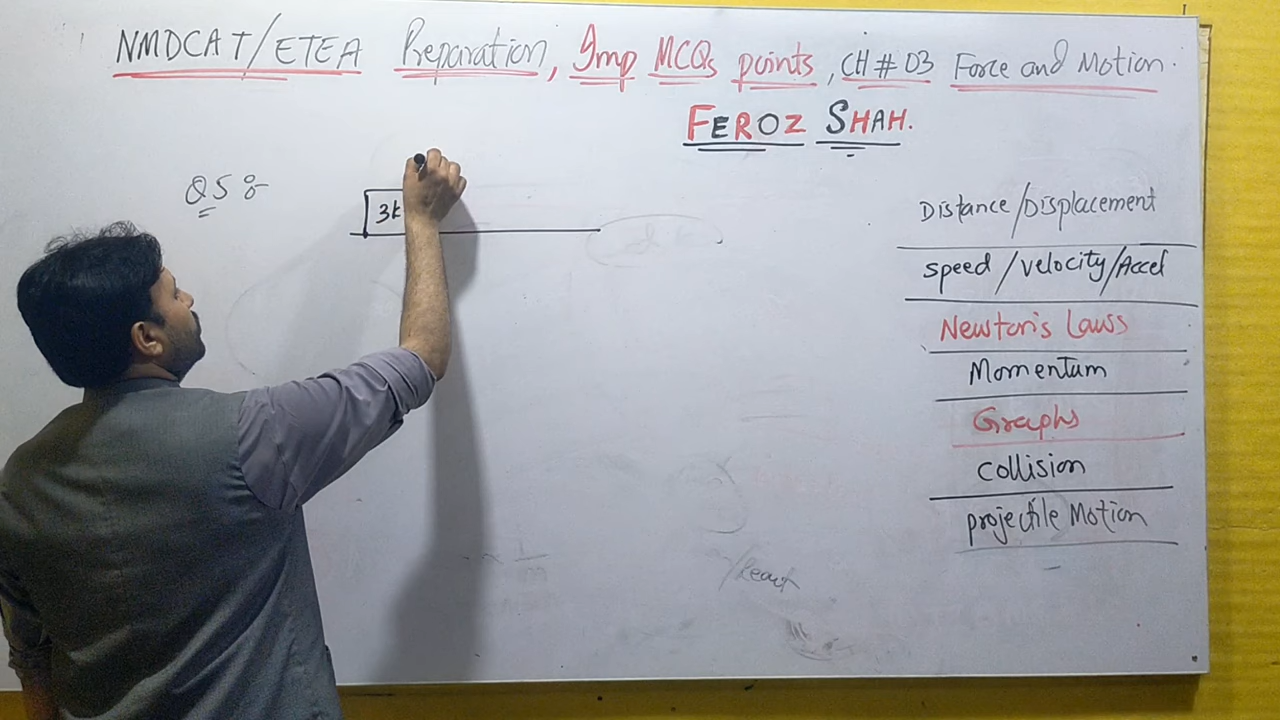 NMDCAT/ETEA Preparation, Imp MCQs points, CH # 03 Force and Motion.
FEROZ SHAH.
Q5:-
3k
Distance/Displacement
speed/velocity/Accel
Newton's Laws
Momentum
Graphs
collision
projectile Motion